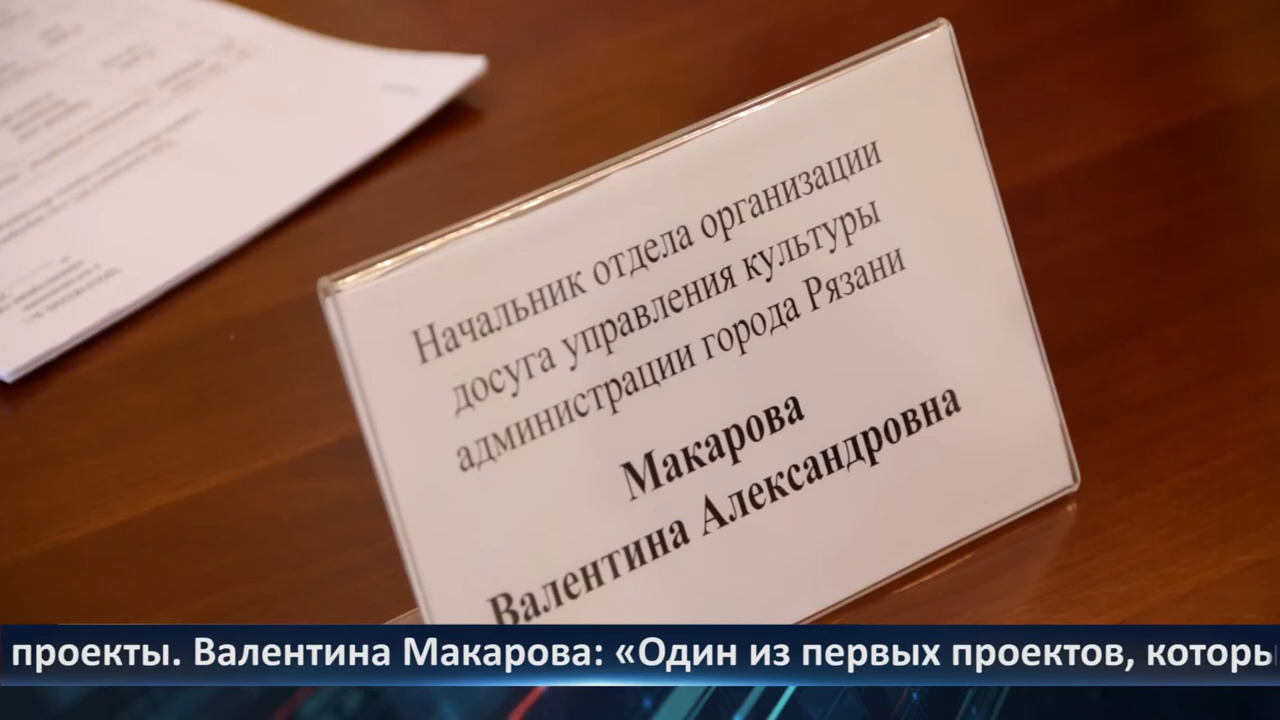 Начальник отдела организации
досуга управления культуры
администрации города Рязани
Макарова
Валентина Александровна
проекты. Валентина Макарова: «Один из первых проектов,